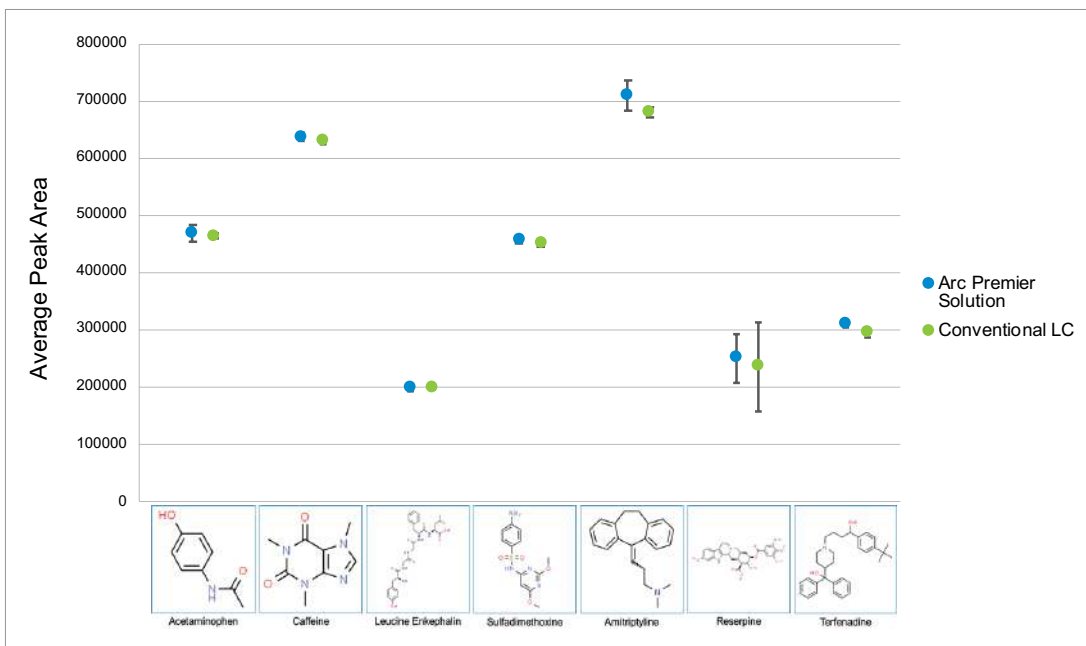 800000
700000
600000
500000
400000
300000
200000
100000
0
Average Peak Area
Arc Premier
Solution
Conventional LC
Acetaminophen
Caffeine
Leucine Enkephalin
Sulfadimethoxine
Amitriptyline
Reserpine
Terfenadine
HO
NH
O
O
N
N
O
N
N
N